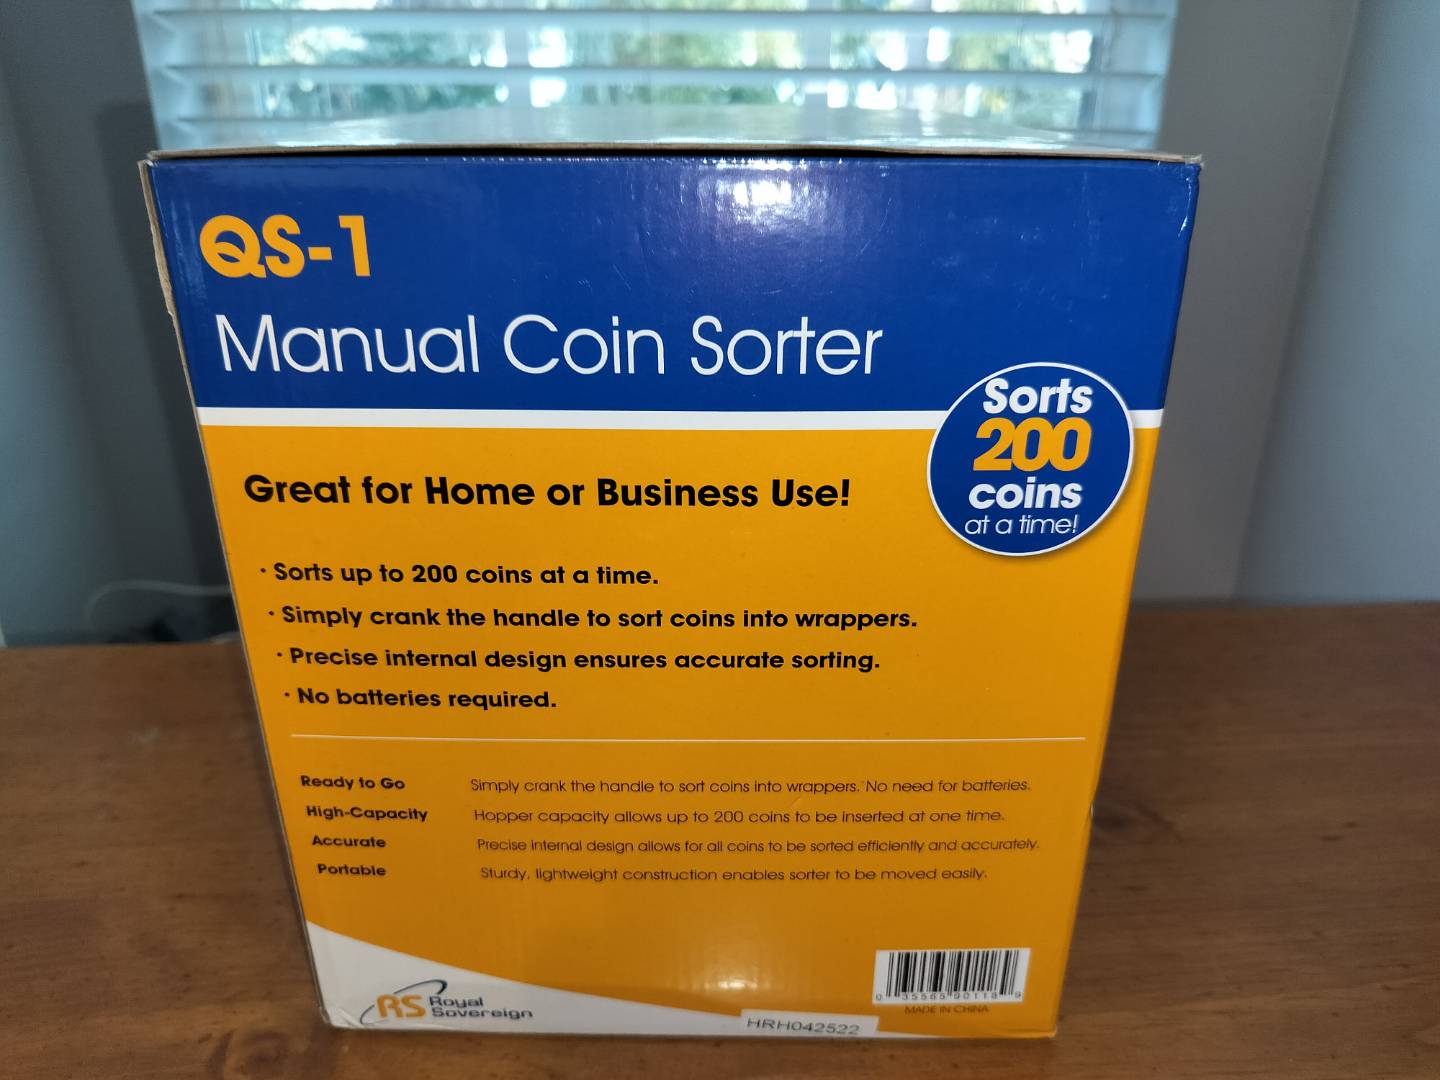 QS-1
Manual Coin Sorter
Sorts
200
coins
at a time!
Great for Home or Business Use!
· Sorts up to 200 coins at a time.
· Simply crank the handle to sort coins into wrappers.
· Precise internal design ensures accurate sorting.
· No batteries required.
Ready to Go Simply crank the handle to sort coins into wrappers. No need for batteries.
High-Capacity Hopper capacity allows up to 200 coins to be inserted at one time.
Accurate Precise internal design allows for all coins to be sorted efficiently and accurately.
Portable Sturdy, lightweight construction enables sorter to be moved easily.
RS Royal
Sovereign
0 35565 90118 9
MADE IN CHINA
HRH042522